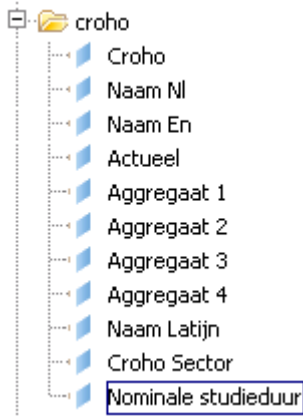 croho
Croho
Naam Nl
Naam En
Actueel
Aggregaat 1
Aggregaat 2
Aggregaat 3
Aggregaat 4
Naam Latijn
Croho Sector
Nominale studieduur